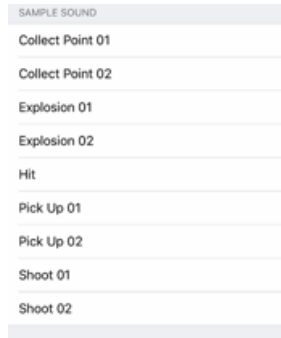 SAMPLE SOUND
Collect Point 01
Collect Point 02
Explosion 01
Explosion 02
Hit
Pick Up 01
Pick Up 02
Shoot 01
Shoot 02